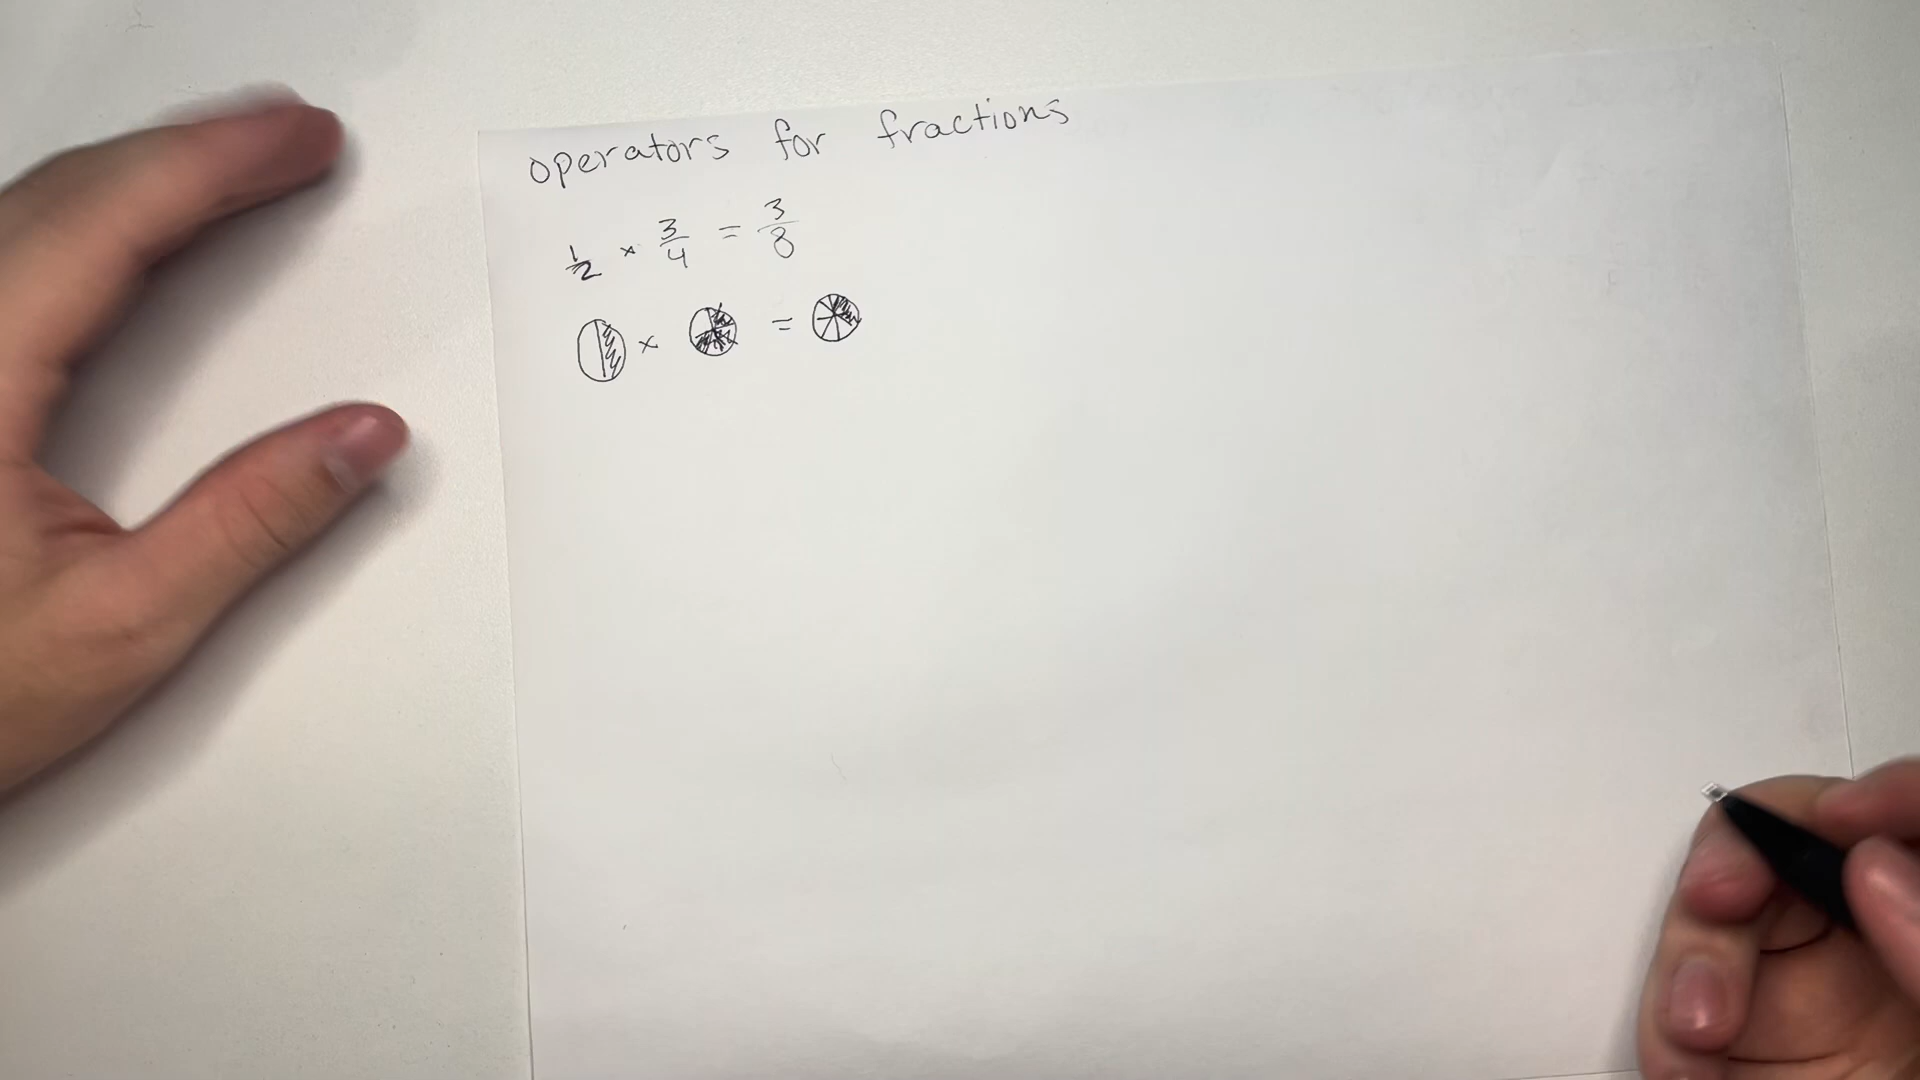 operators for fractions
1/2 × 3/4 = 3/8
× =